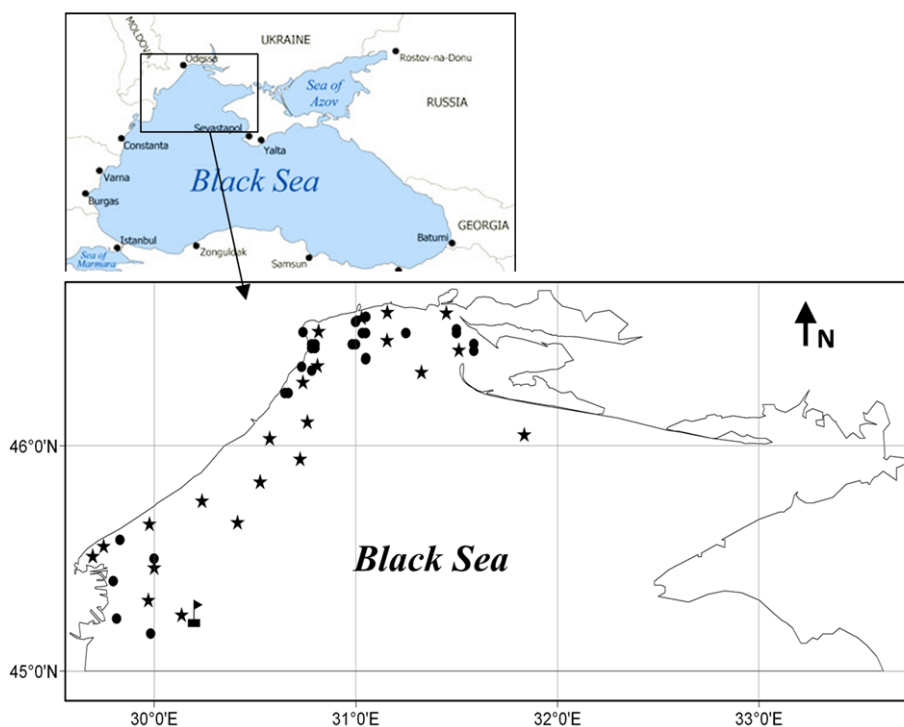 MOLDOVA
UKRAINE
Odessa
Rostov-na-Donu
Sea of
Azov
RUSSIA
Sevastapol
Yalta
Constanta
Varna
Black Sea
Burgas
GEORGIA
Istanbul
Batumi
Zonguldak
Sea of
Marmara
Samsun
N
46°0'N
Black Sea
45°0'N
30°0'E
31°0'E
32°0'E
33°0'E